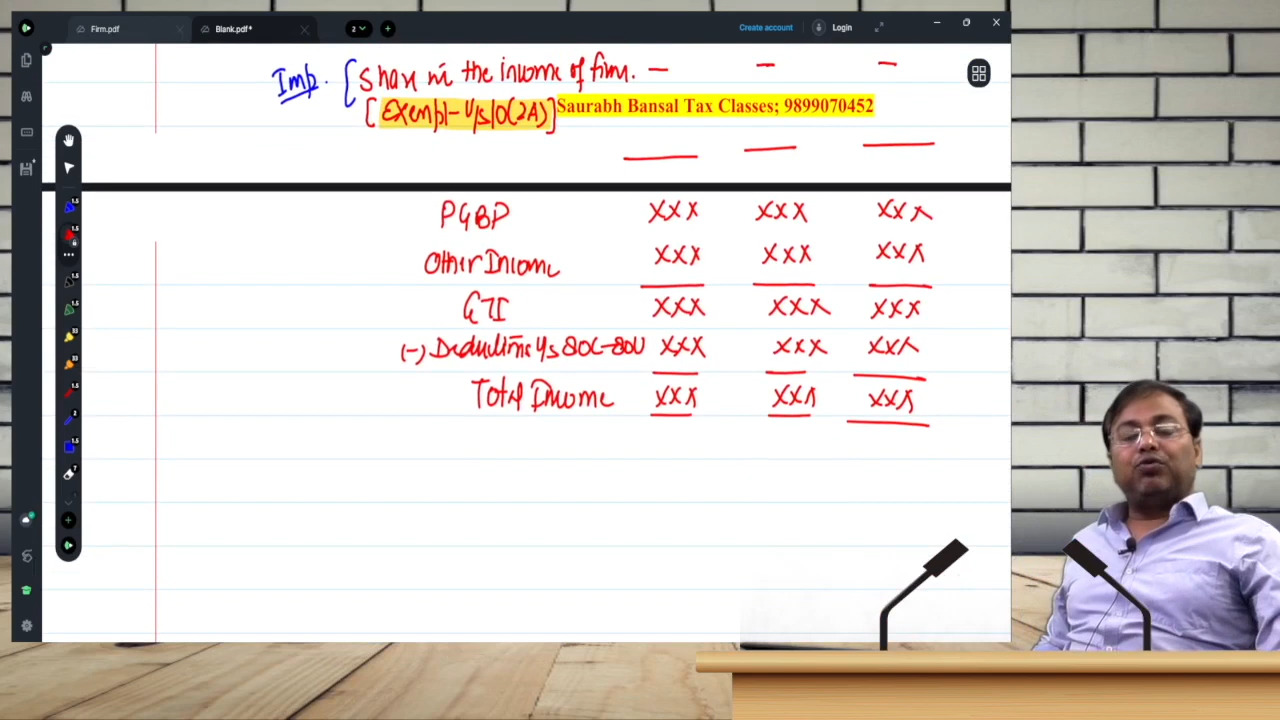 Firm.pdf
Blank.pdf*
2
Create account
Login
Imp. { Share in the income of firm. — — —
[Exempt U/s 10(2A)]
Saurabh Bansal Tax Classes; 9899070452
PGBP XXX XXX XXX
Other Income XXX XXX XXX
GTI XXX XXX XXX
(-) Deductions U/s 80C-80U XXX XXX XXX
Total Income XXX XXX XXX